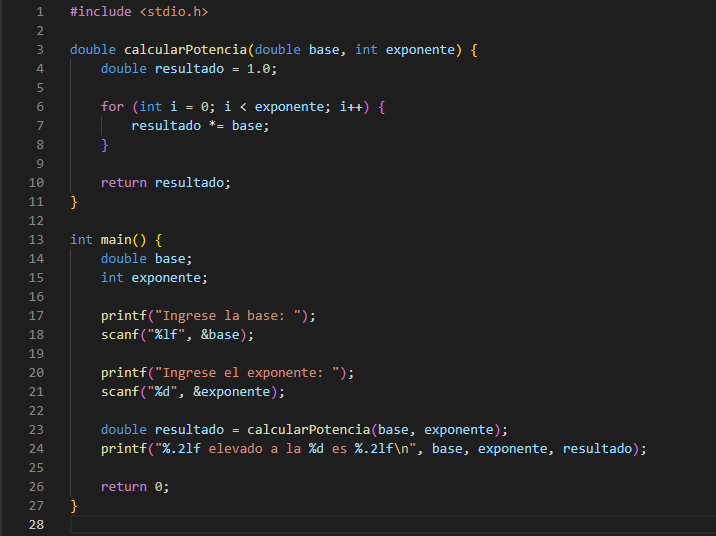 1 #include <stdio.h>
2
3 double calcularPotencia(double base, int exponente) {
4     double resultado = 1.0;
5
6     for (int i = 0; i < exponente; i++) {
7         resultado *= base;
8     }
9
10     return resultado;
11 }
12
13 int main() {
14     double base;
15     int exponente;
16
17     printf("Ingrese la base: ");
18     scanf("%lf", &base);
19
20     printf("Ingrese el exponente: ");
21     scanf("%d", &exponente);
22
23     double resultado = calcularPotencia(base, exponente);
24     printf("%.2lf elevado a la %d es %.2lf\n", base, exponente, resultado);
25
26     return 0;
27 }
28